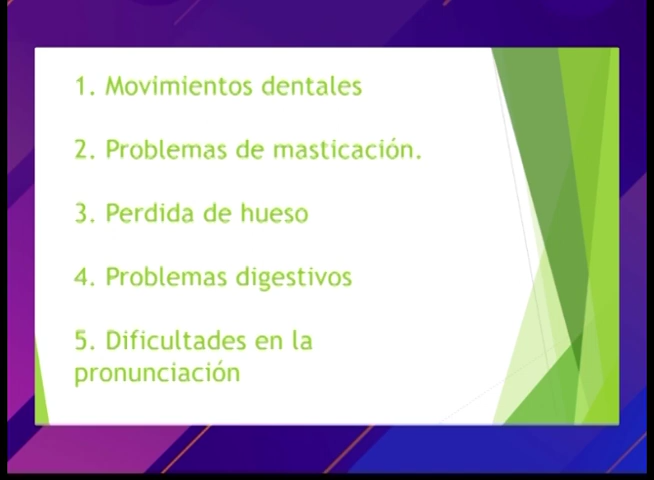 1. Movimientos dentales
2. Problemas de masticación.
3. Perdida de hueso
4. Problemas digestivos
5. Dificultades en la
pronunciación